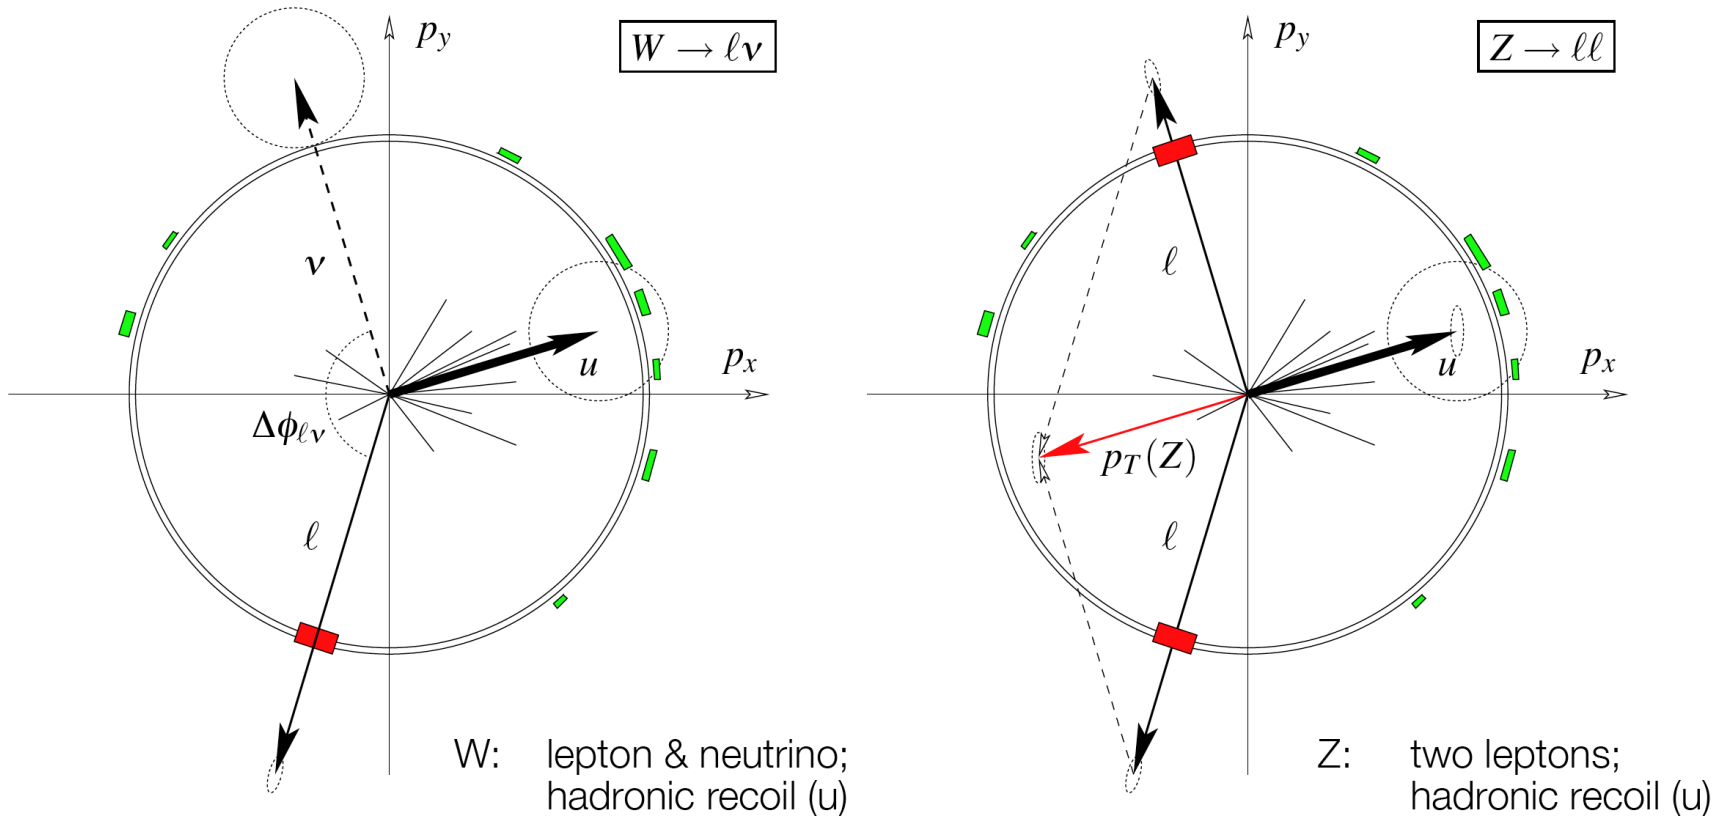 p_y
W → ℓν
ν
u
p_x
Δϕ_ℓν
ℓ
W: lepton & neutrino;
hadronic recoil (u)
p_y
Z → ℓℓ
ℓ
u
p_x
p_T(Z)
ℓ
Z: two leptons;
hadronic recoil (u)